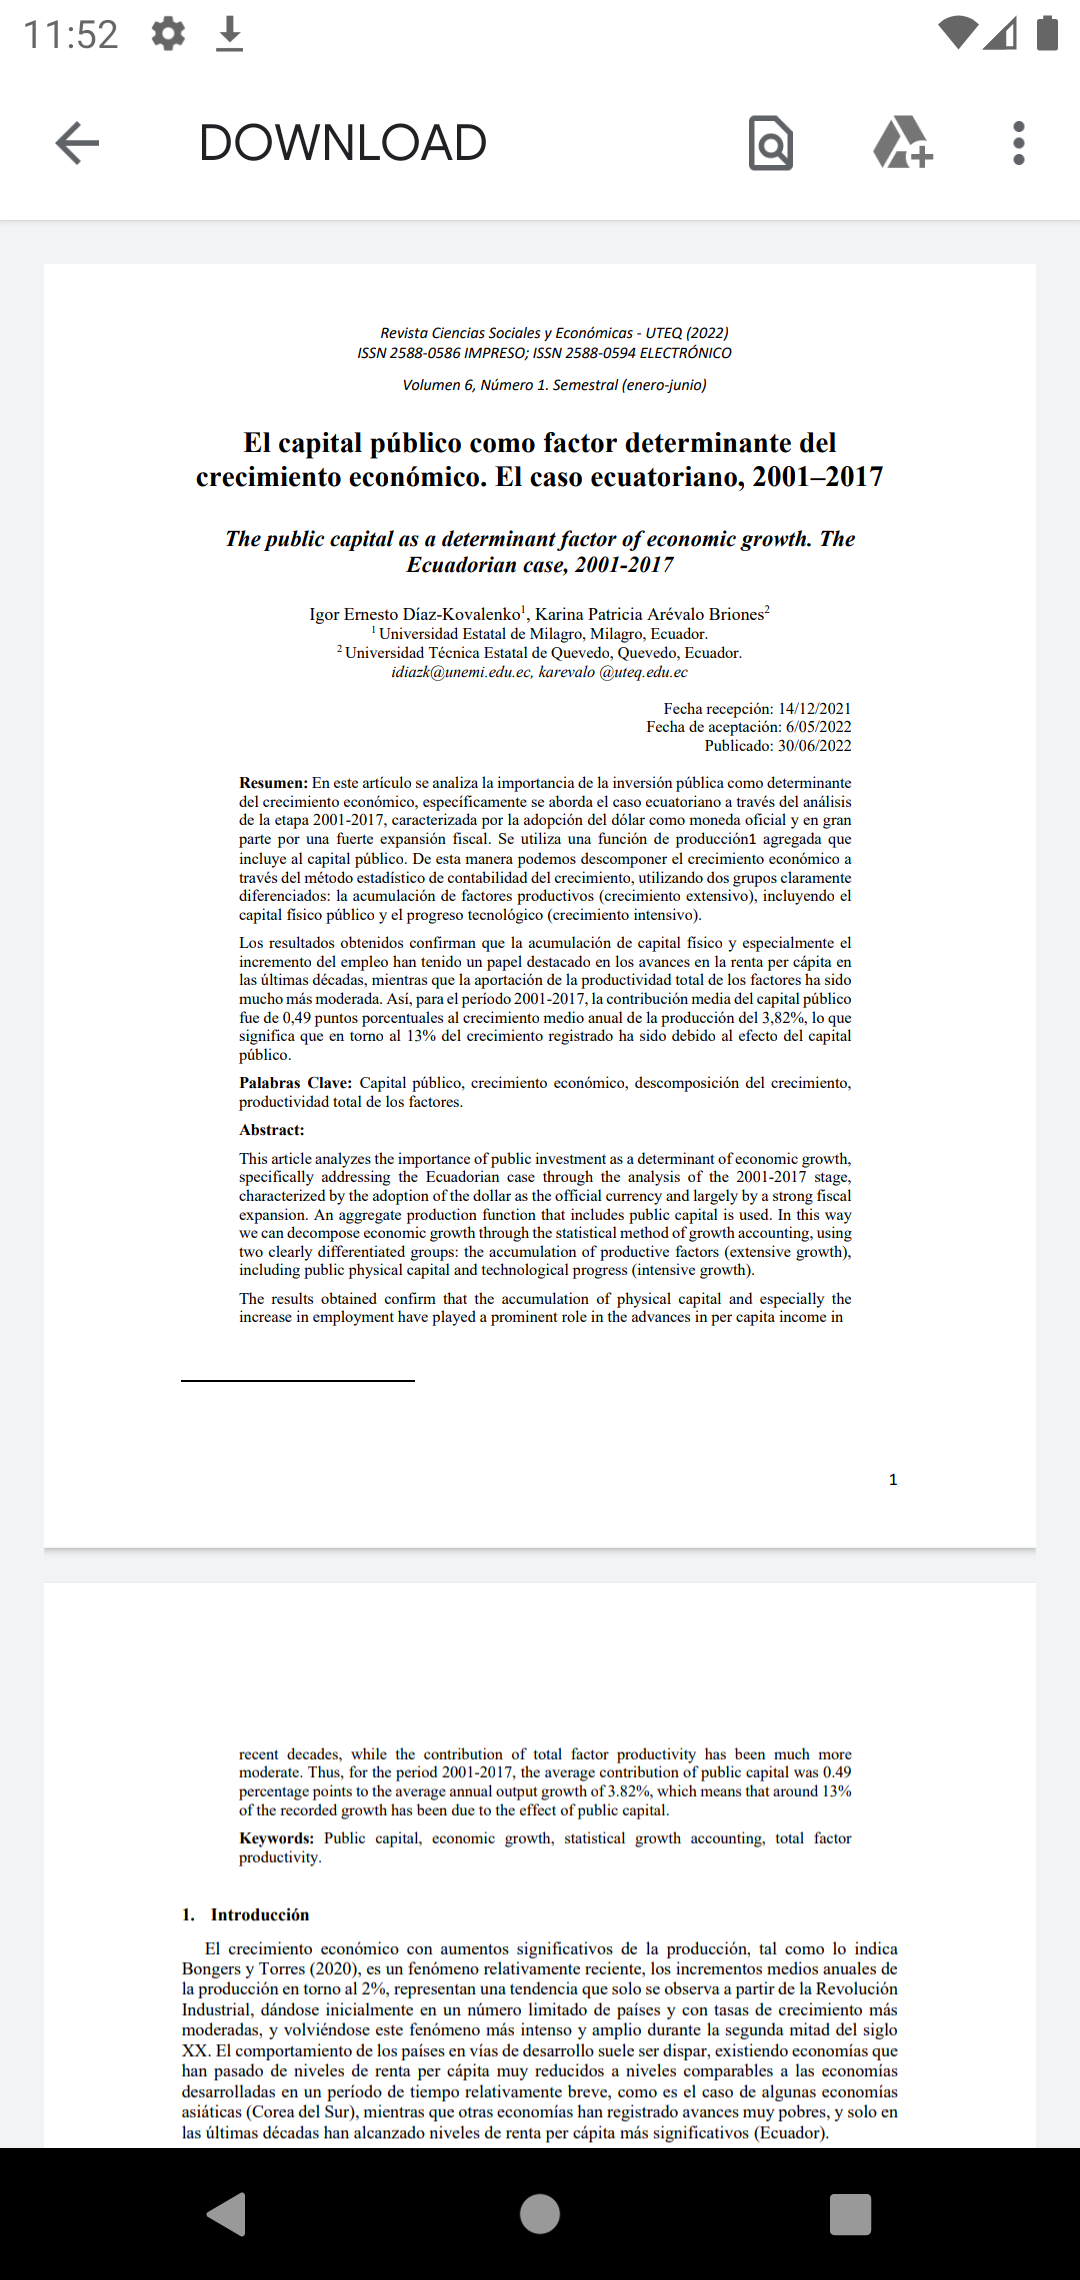 11:52
DOWNLOAD
Revista Ciencias Sociales y Económicas - UTEQ (2022)
ISSN 2588-0586 IMPRESO; ISSN 2588-0594 ELECTRÓNICO
Volumen 6, Número 1. Semestral (enero-junio)
El capital público como factor determinante del
crecimiento económico. El caso ecuatoriano, 2001–2017
The public capital as a determinant factor of economic growth. The
Ecuadorian case, 2001-2017
Igor Ernesto Díaz-Kovalenko¹, Karina Patricia Arévalo Briones²
¹ Universidad Estatal de Milagro, Milagro, Ecuador.
² Universidad Técnica Estatal de Quevedo, Quevedo, Ecuador.
idiazk@unemi.edu.ec, karevalo @uteq.edu.ec
Fecha recepción: 14/12/2021
Fecha de aceptación: 6/05/2022
Publicado: 30/06/2022
Resumen: En este artículo se analiza la importancia de la inversión pública como determinante
del crecimiento económico, específicamente se aborda el caso ecuatoriano a través del análisis
de la etapa 2001-2017, caracterizada por la adopción del dólar como moneda oficial y en gran
parte por una fuerte expansión fiscal. Se utiliza una función de producción1 agregada que
incluye al capital público. De esta manera podemos descomponer el crecimiento económico a
través del método estadístico de contabilidad del crecimiento, utilizando dos grupos claramente
diferenciados: la acumulación de factores productivos (crecimiento extensivo), incluyendo el
capital físico público y el progreso tecnológico (crecimiento intensivo).
Los resultados obtenidos confirman que la acumulación de capital físico y especialmente el
incremento del empleo han tenido un papel destacado en los avances en la renta per cápita en
las últimas décadas, mientras que la aportación de la productividad total de los factores ha sido
mucho más moderada. Así, para el período 2001-2017, la contribución media del capital público
fue de 0,49 puntos porcentuales al crecimiento medio anual de la producción del 3,82%, lo que
significa que en torno al 13% del crecimiento registrado ha sido debido al efecto del capital
público.
Palabras Clave: Capital público, crecimiento económico, descomposición del crecimiento,
productividad total de los factores.
Abstract:
This article analyzes the importance of public investment as a determinant of economic growth,
specifically addressing the Ecuadorian case through the analysis of the 2001-2017 stage,
characterized by the adoption of the dollar as the official currency and largely by a strong fiscal
expansion. An aggregate production function that includes public capital is used. In this way
we can decompose economic growth through the statistical method of growth accounting, using
two clearly differentiated groups: the accumulation of productive factors (extensive growth),
including public physical capital and technological progress (intensive growth).
The results obtained confirm that the accumulation of physical capital and especially the
increase in employment have played a prominent role in the advances in per capita income in
1
recent decades, while the contribution of total factor productivity has been much more
moderate. Thus, for the period 2001-2017, the average contribution of public capital was 0.49
percentage points to the average annual output growth of 3.82%, which means that around 13%
of the recorded growth has been due to the effect of public capital.
Keywords: Public capital, economic growth, statistical growth accounting, total factor
productivity.
1. Introducción
El crecimiento económico con aumentos significativos de la producción, tal como lo indica
Bongers y Torres (2020), es un fenómeno relativamente reciente, los incrementos medios anuales de
la producción en torno al 2%, representan una tendencia que solo se observa a partir de la Revolución
Industrial, dándose inicialmente en un número limitado de países y con tasas de crecimiento más
moderadas, y volviéndose este fenómeno más intenso y amplio durante la segunda mitad del siglo
XX. El comportamiento de los países en vías de desarrollo suele ser dispar, existiendo economías que
han pasado de niveles de renta per cápita muy reducidos a niveles comparables a las economías
desarrolladas en un período de tiempo relativamente breve, como es el caso de algunas economías
asiáticas (Corea del Sur), mientras que otras economías han registrado avances muy pobres, y solo en
las últimas décadas han alcanzado niveles de renta per cápita más significativos (Ecuador).